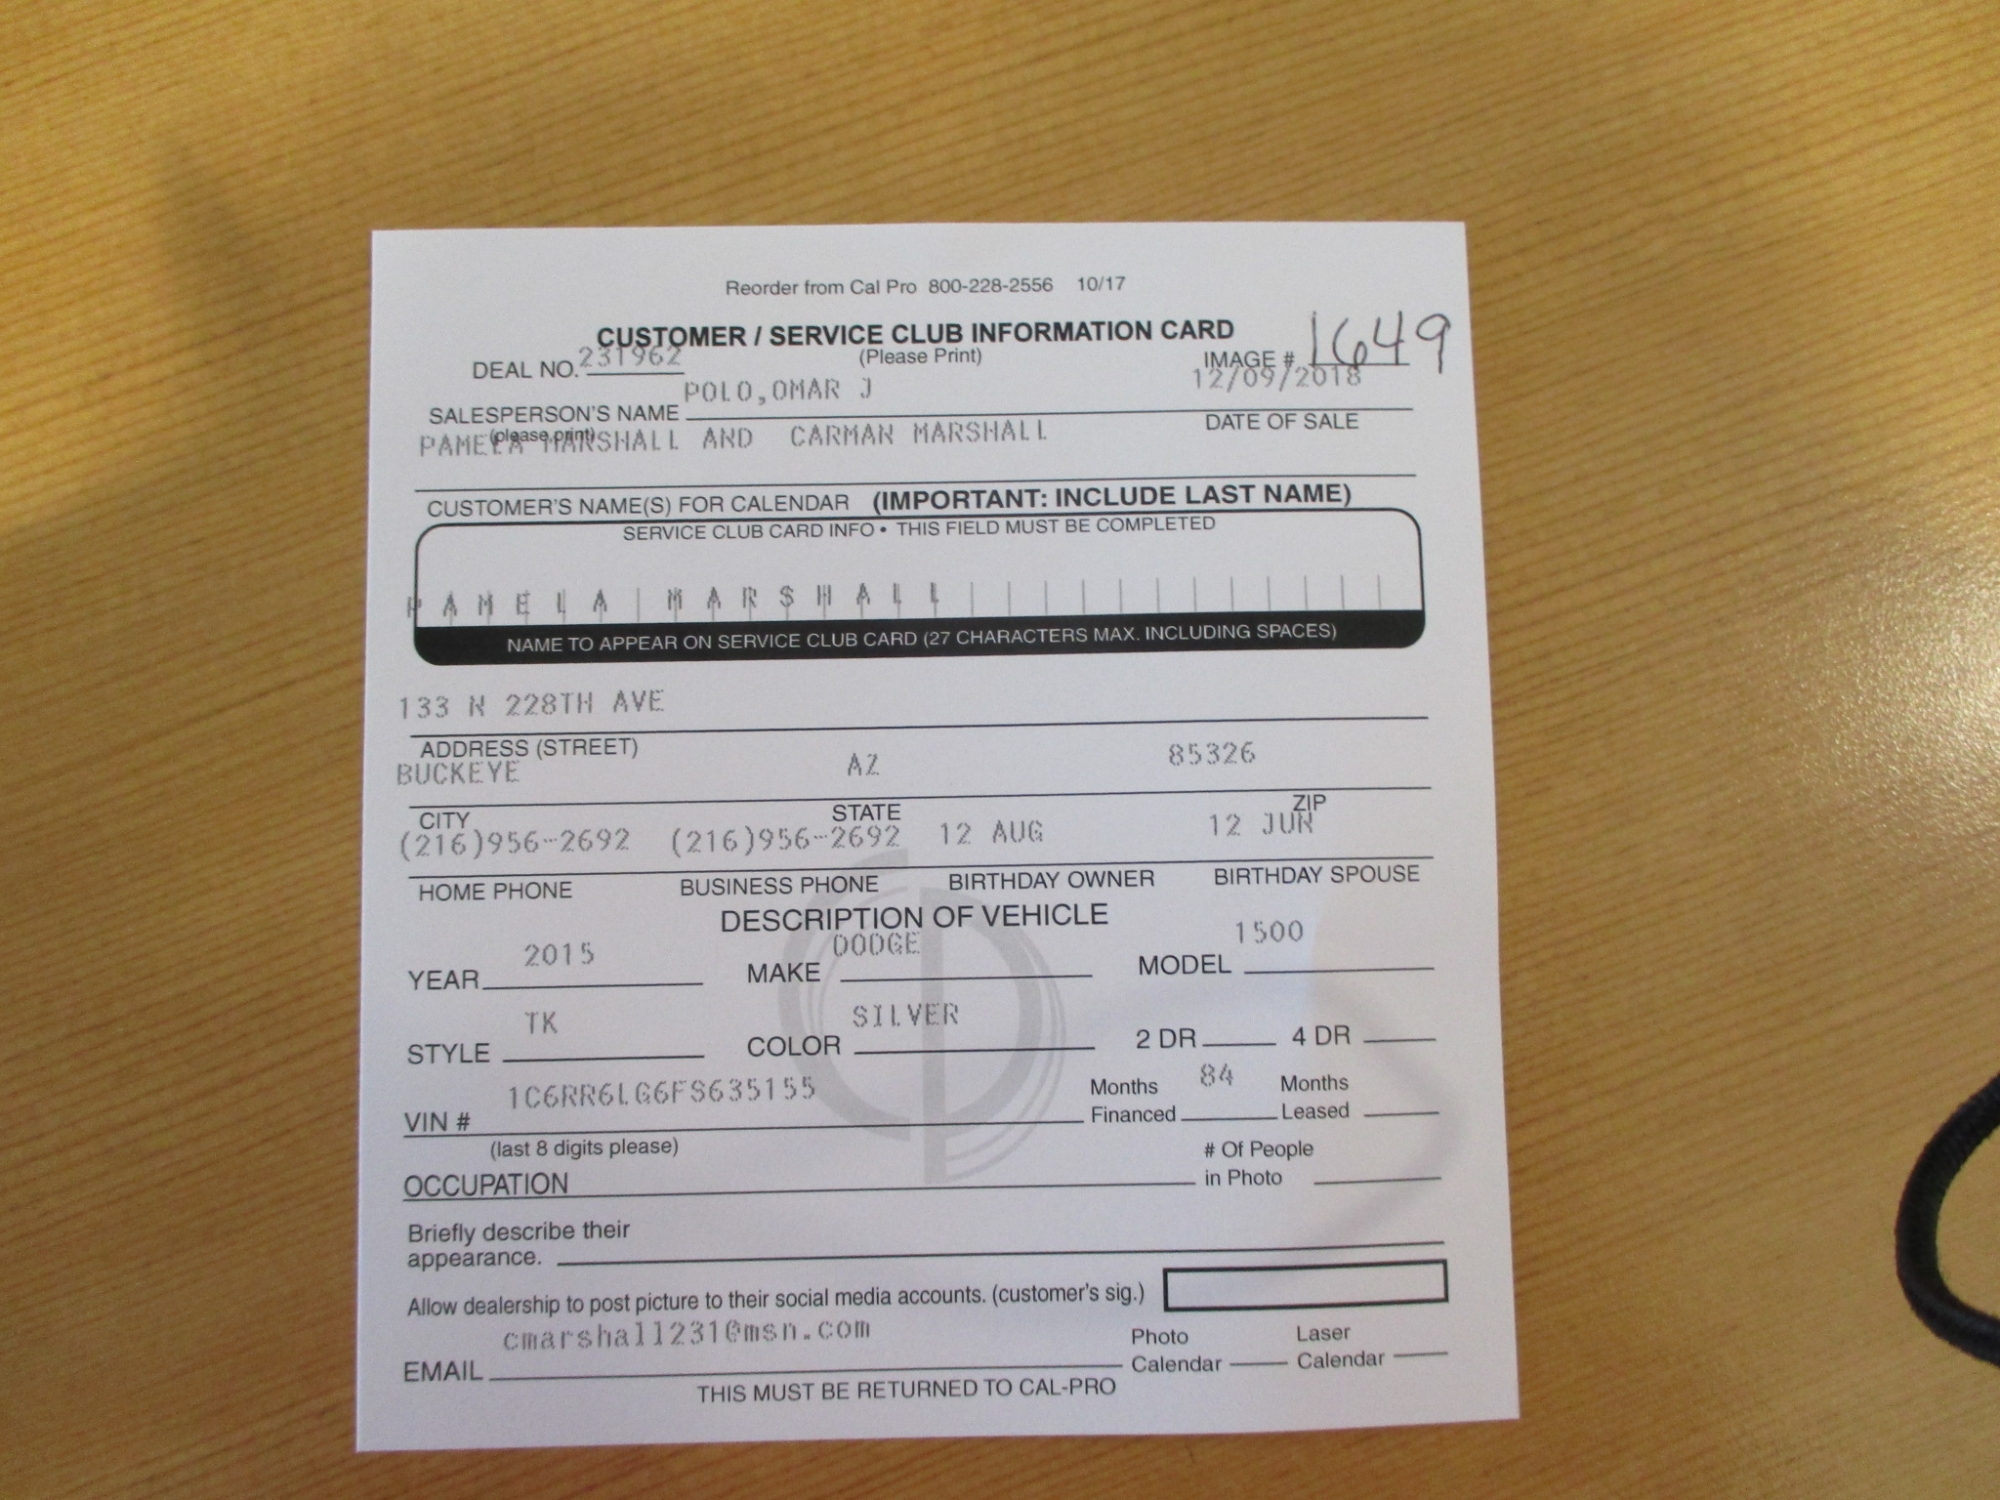 Reorder from Cal Pro 800-228-2556 10/17
CUSTOMER / SERVICE CLUB INFORMATION CARD
DEAL NO. 231962 (Please Print) IMAGE # 1649
POLO,OMAR J 12/09/2018
SALESPERSON'S NAME DATE OF SALE
(please print)
PAMELA MARSHALL AND CARMAN MARSHALL
CUSTOMER'S NAME(S) FOR CALENDAR (IMPORTANT: INCLUDE LAST NAME)
SERVICE CLUB CARD INFO • THIS FIELD MUST BE COMPLETED
PAMELA MARSHALL
NAME TO APPEAR ON SERVICE CLUB CARD (27 CHARACTERS MAX. INCLUDING SPACES)
133 N 228TH AVE
ADDRESS (STREET)
BUCKEYE AZ 85326
CITY STATE ZIP
(216)956-2692 (216)956-2692 12 AUG 12 JUN
HOME PHONE BUSINESS PHONE BIRTHDAY OWNER BIRTHDAY SPOUSE
DESCRIPTION OF VEHICLE
YEAR 2015 MAKE DODGE MODEL 1500
STYLE TK COLOR SILVER 2 DR 4 DR
VIN # 1C6RR6LG6FS635155 Months Financed 84 Months Leased
(last 8 digits please)
OCCUPATION # Of People in Photo
Briefly describe their
appearance.
Allow dealership to post picture to their social media accounts. (customer's sig.)
EMAIL cmarshall231@msn.com Photo Calendar Laser Calendar
THIS MUST BE RETURNED TO CAL-PRO